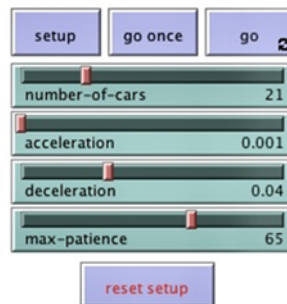 setup go once go
number-of-cars 21
acceleration 0.001
deceleration 0.04
max-patience 65
reset setup